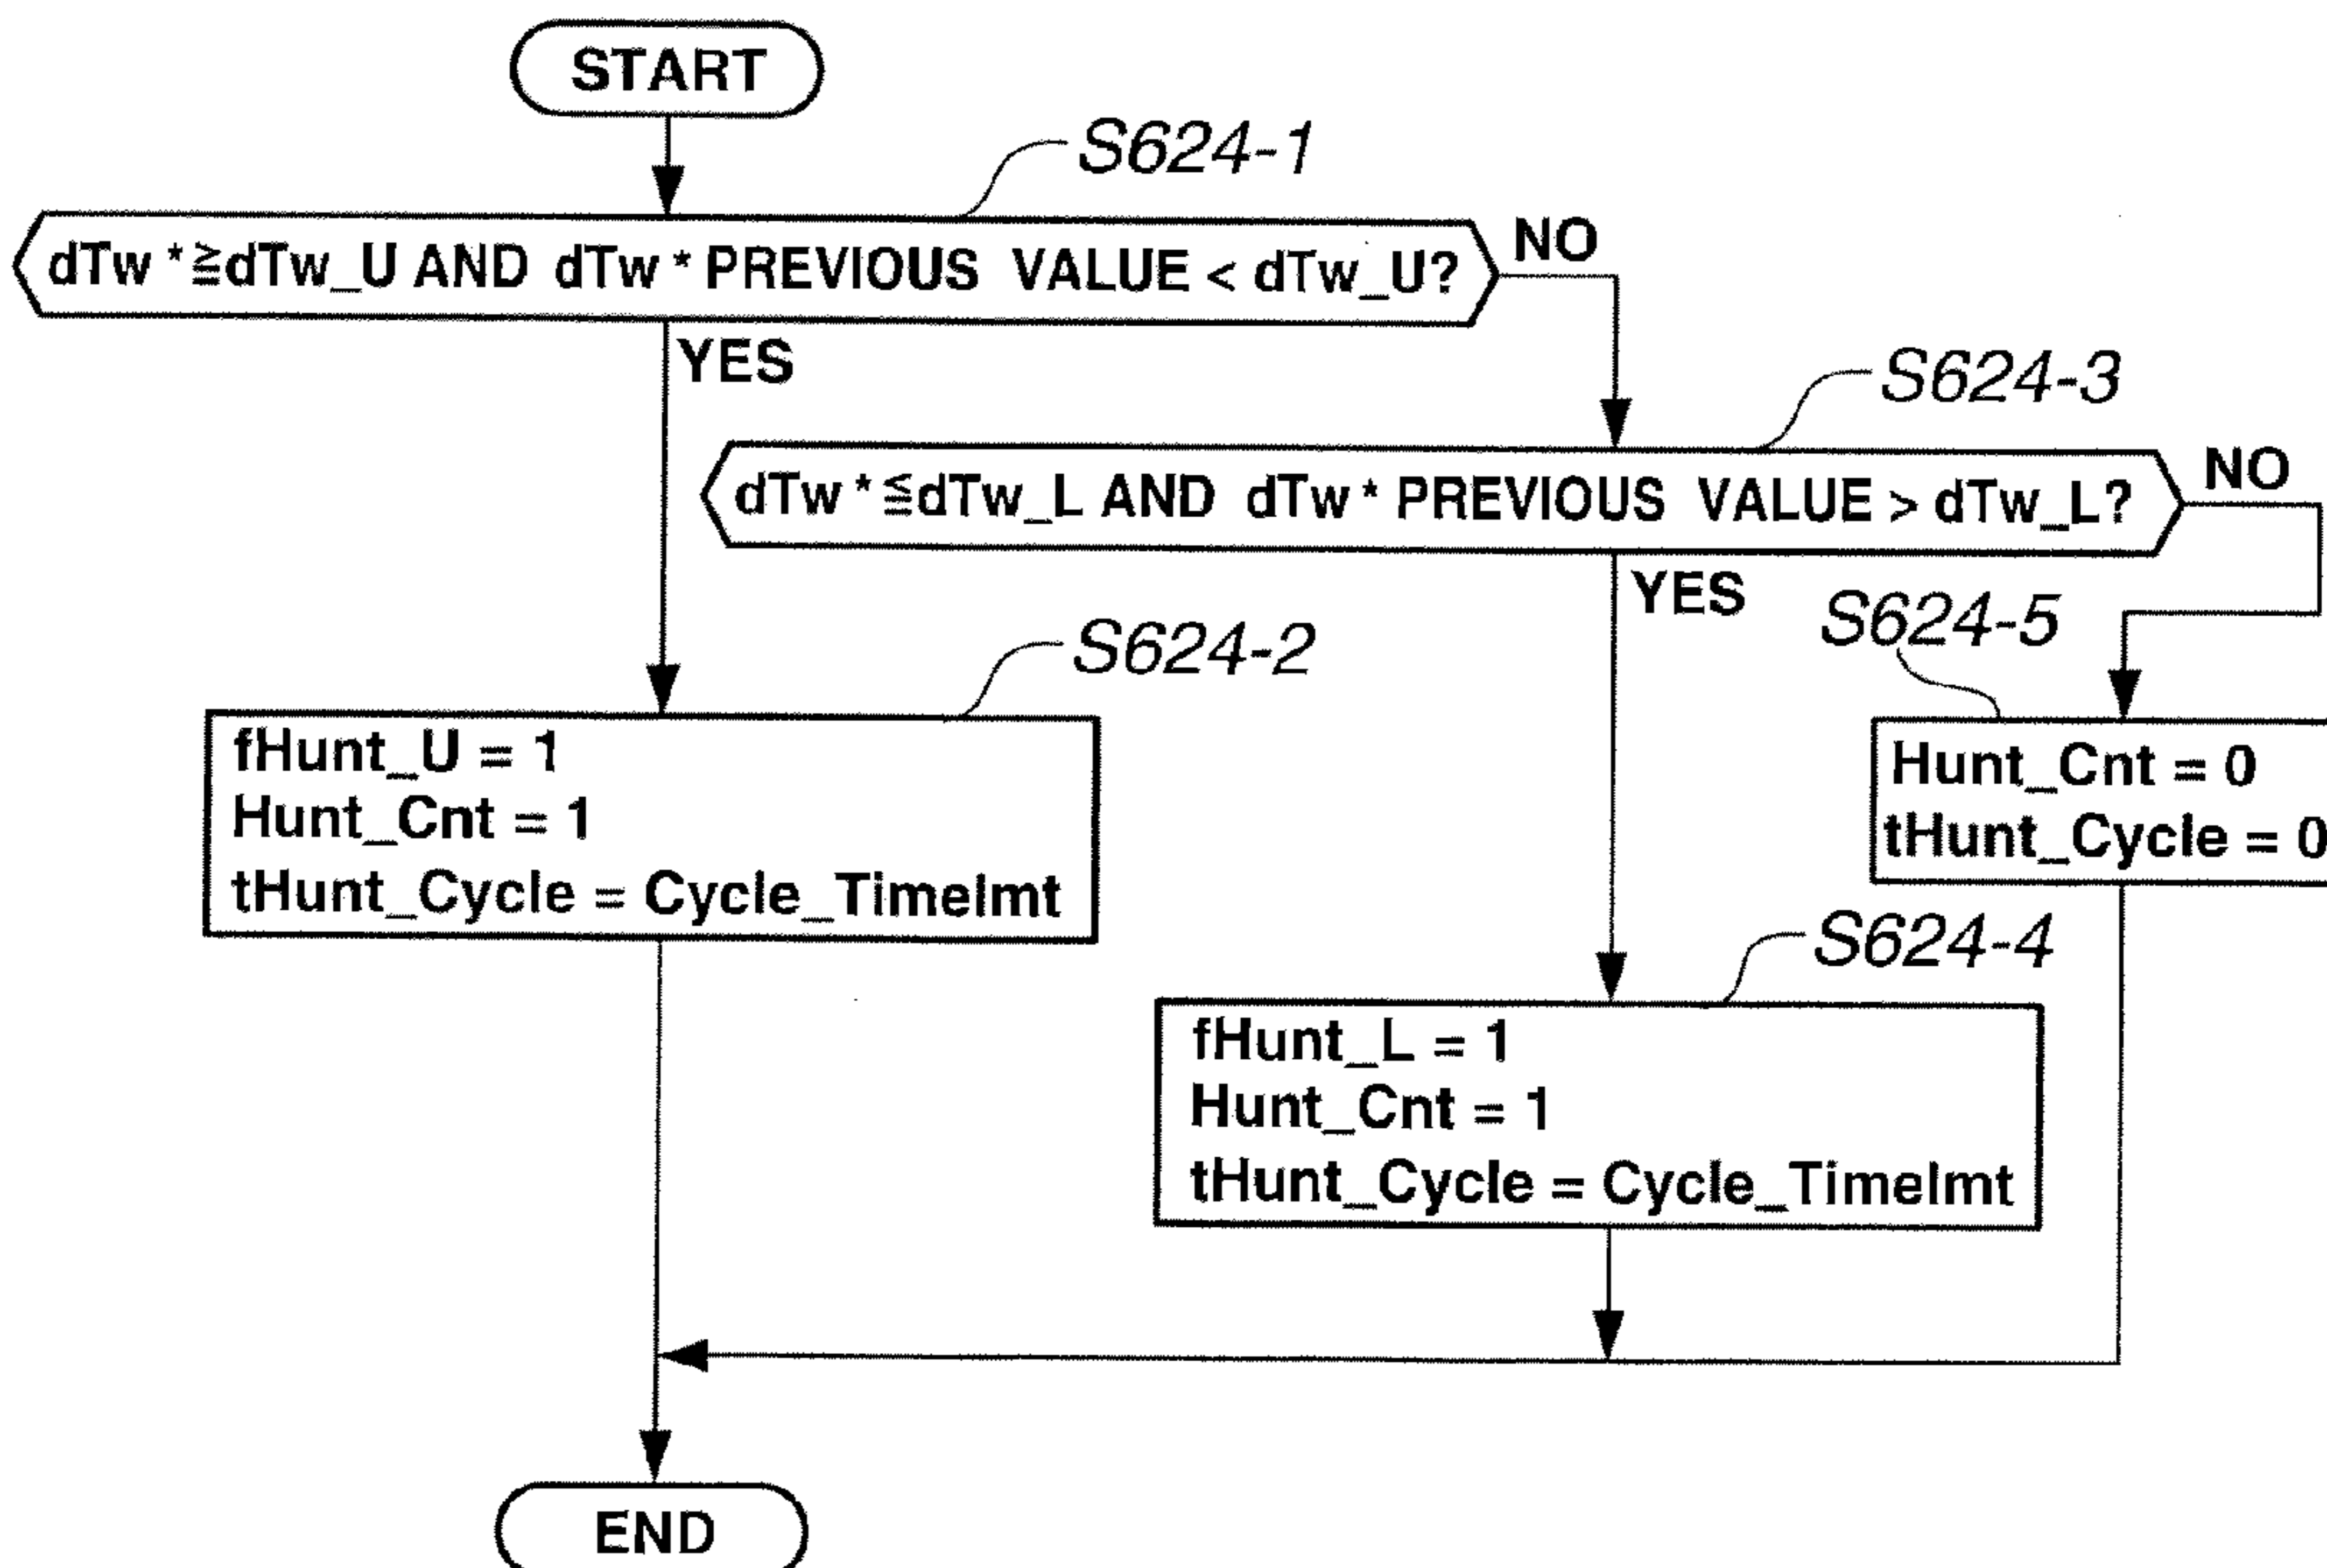 START
S624-1
dTw*≧dTw_U AND dTw* PREVIOUS VALUE < dTw_U?
NO
YES
S624-3
dTw*≦dTw_L AND dTw* PREVIOUS VALUE > dTw_L?
NO
YES
S624-5
S624-2
fHunt_U = 1
Hunt_Cnt = 1
tHunt_Cycle = Cycle_Timelmt
Hunt_Cnt = 0
tHunt_Cycle = 0
S624-4
fHunt_L = 1
Hunt_Cnt = 1
tHunt_Cycle = Cycle_Timelmt
END